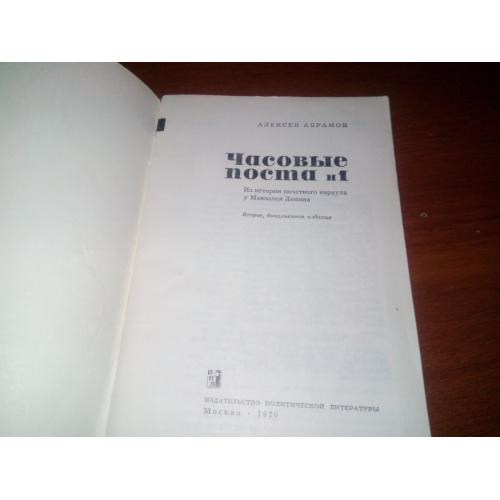 АЛЕКСЕЙ АБРАМОВ
Часовые
поста №1
Из истории почетного караула
у Мавзолея Ленина
Второе, дополненное издание
ИЗДАТЕЛЬСТВО ПОЛИТИЧЕСКОЙ ЛИТЕРАТУРЫ
Москва · 1970